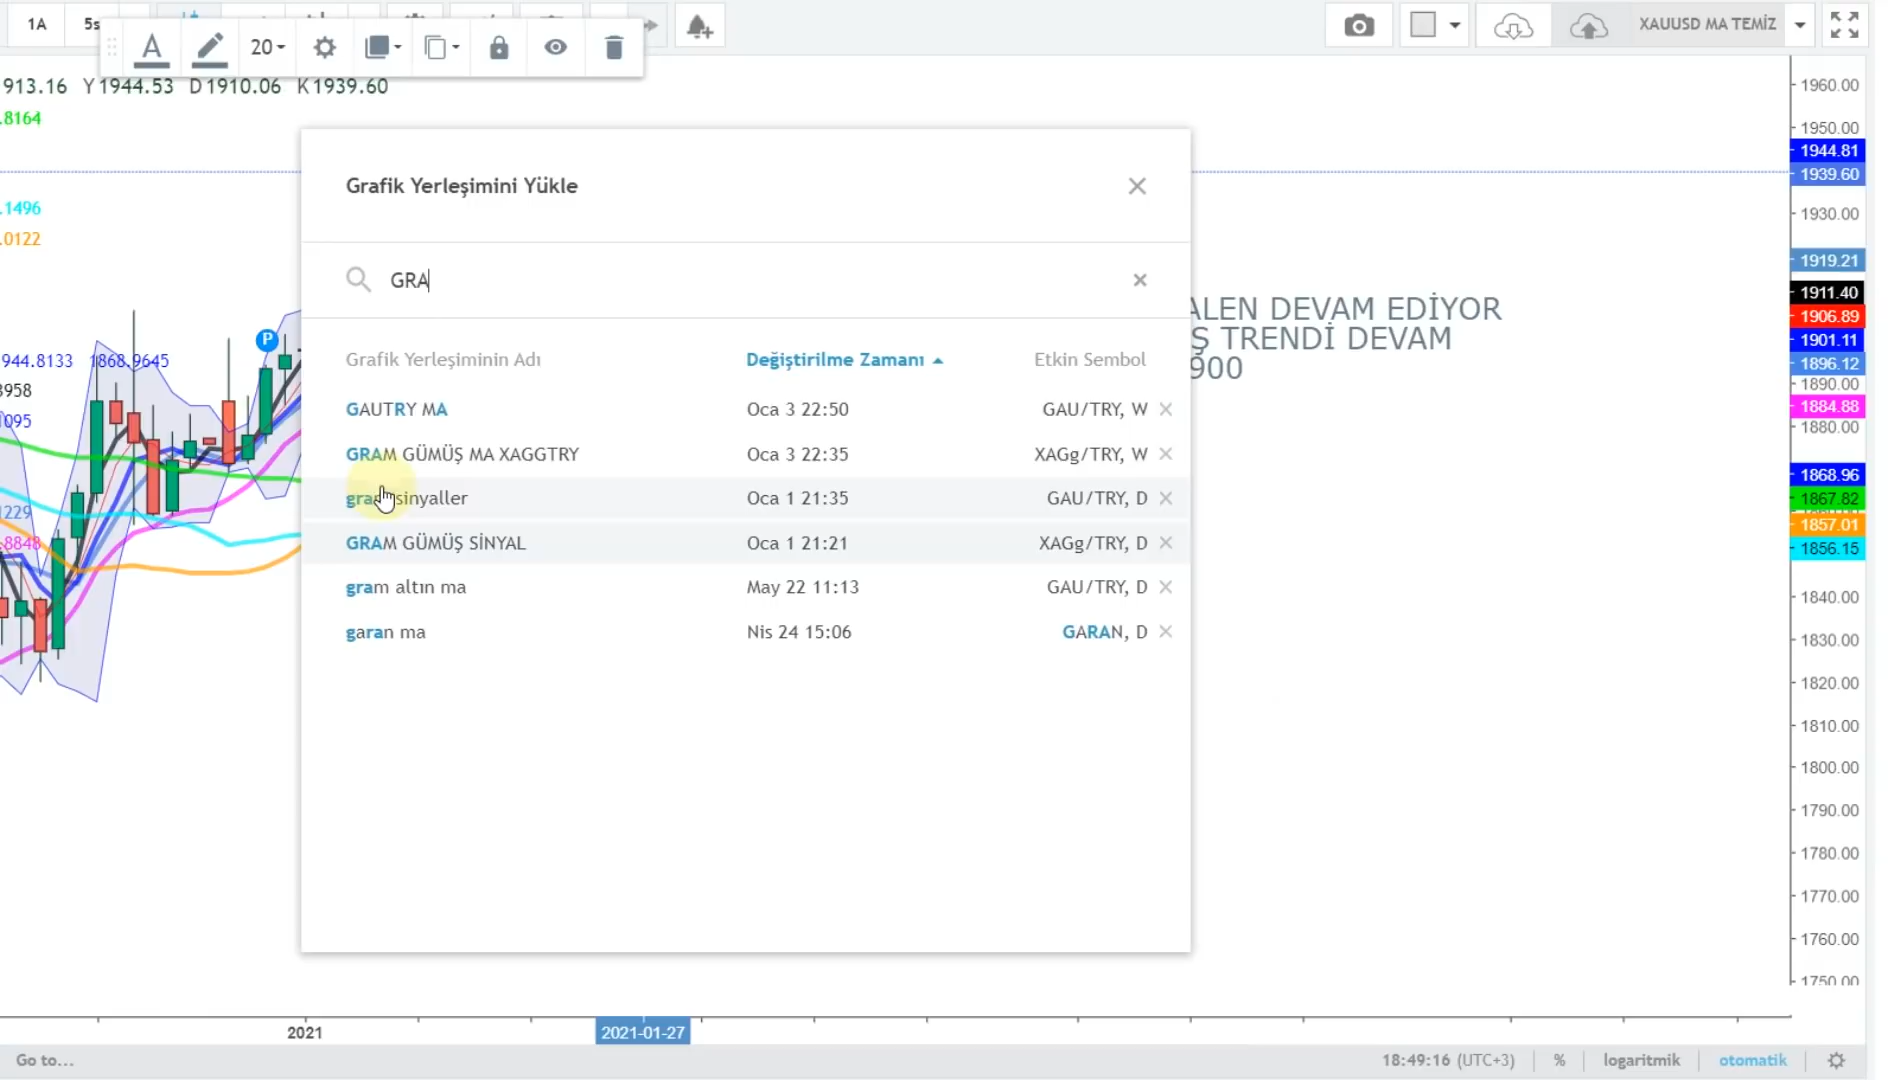 1A 5s 20 XAUUSD MA TEMİZ
913.16 Y1944.53 D1910.06 K1939.60
.8164
.1496
.0122
944.8133 1868.9645
3958
1095
1229
.8848
P
Grafik Yerleşimini Yükle
GRA
Grafik Yerleşiminin Adı Değiştirilme Zamanı Etkin Sembol
GAUTRY MA Oca 3 22:50 GAU/TRY, W
GRAM GÜMÜŞ MA XAGGTRY Oca 3 22:35 XAGg/TRY, W
gram sinyaller Oca 1 21:35 GAU/TRY, D
GRAM GÜMÜŞ SİNYAL Oca 1 21:21 XAGg/TRY, D
gram altın ma May 22 11:13 GAU/TRY, D
garan ma Nis 24 15:06 GARAN, D
ALEN DEVAM EDİYOR
Ş TRENDİ DEVAM
900
1960.00
1950.00
1944.81
1939.60
1930.00
1919.21
1911.40
1906.89
1901.11
1896.12
1890.00
1884.88
1880.00
1868.96
1867.82
1857.01
1856.15
1840.00
1830.00
1820.00
1810.00
1800.00
1790.00
1780.00
1770.00
1760.00
1750.00
2021 2021-01-27
Go to... 18:49:16 (UTC+3) % logaritmik otomatik